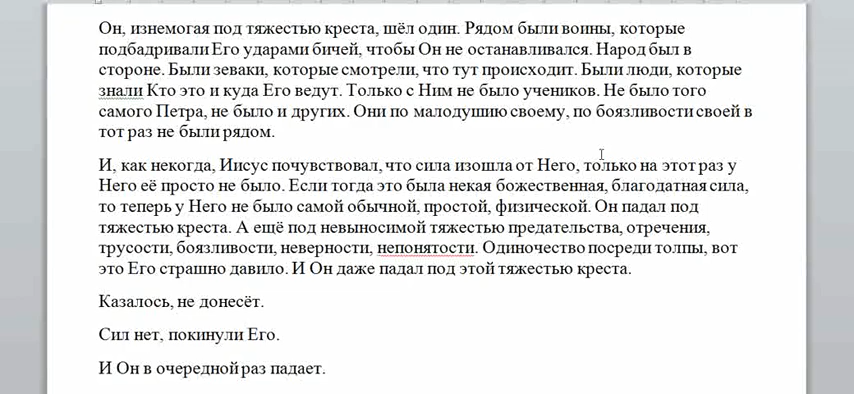 Он, изнемогая под тяжестью креста, шёл один. Рядом были воины, которые
подбадривали Его ударами бичей, чтобы Он не останавливался. Народ был в
стороне. Были зеваки, которые смотрели, что тут происходит. Были люди, которые
знали Кто это и куда Его ведут. Только с Ним не было учеников. Не было того
самого Петра, не было и других. Они по малодушию своему, по боязливости своей в
тот раз не были рядом.
И, как некогда, Иисус почувствовал, что сила изошла от Него, только на этот раз у
Него её просто не было. Если тогда это была некая божественная, благодатная сила,
то теперь у Него не было самой обычной, простой, физической. Он падал под
тяжестью креста. А ещё под невыносимой тяжестью предательства, отречения,
трусости, боязливости, неверности, непонятости. Одиночество посреди толпы, вот
это Его страшно давило. И Он даже падал под этой тяжестью креста.
Казалось, не донесёт.
Сил нет, покинули Его.
И Он в очередной раз падает.